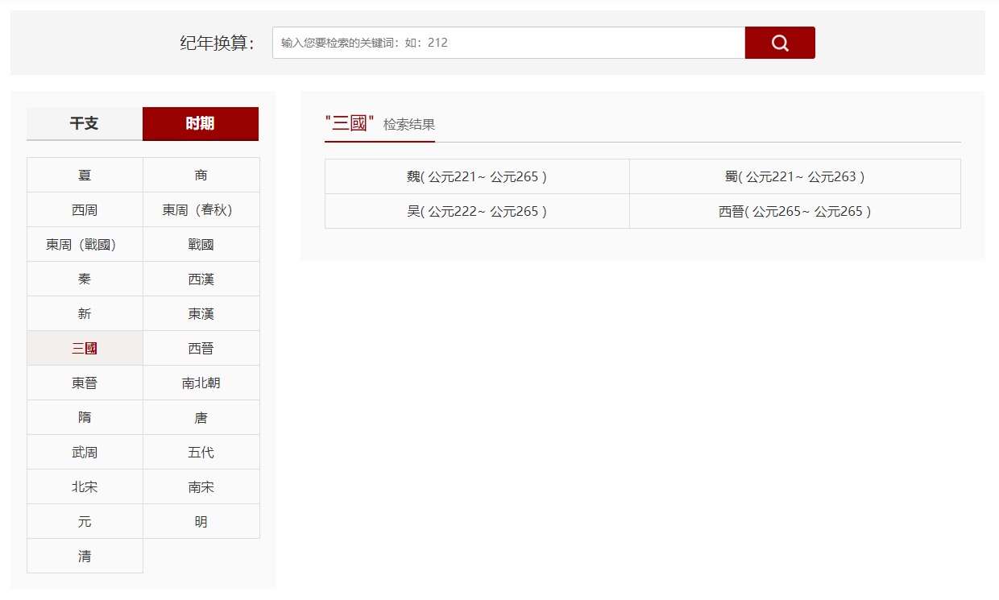 纪年换算：
输入您要检索的关键词：如：212
干支 时期
夏 商
西周 東周（春秋）
東周（戰國） 戰國
秦 西漢
新 東漢
三國 西晉
東晉 南北朝
隋 唐
武周 五代
北宋 南宋
元 明
清
"三國" 检索结果
魏( 公元221~ 公元265 ) 蜀( 公元221~ 公元263 )
吴( 公元222~ 公元265 ) 西晉( 公元265~ 公元265 )